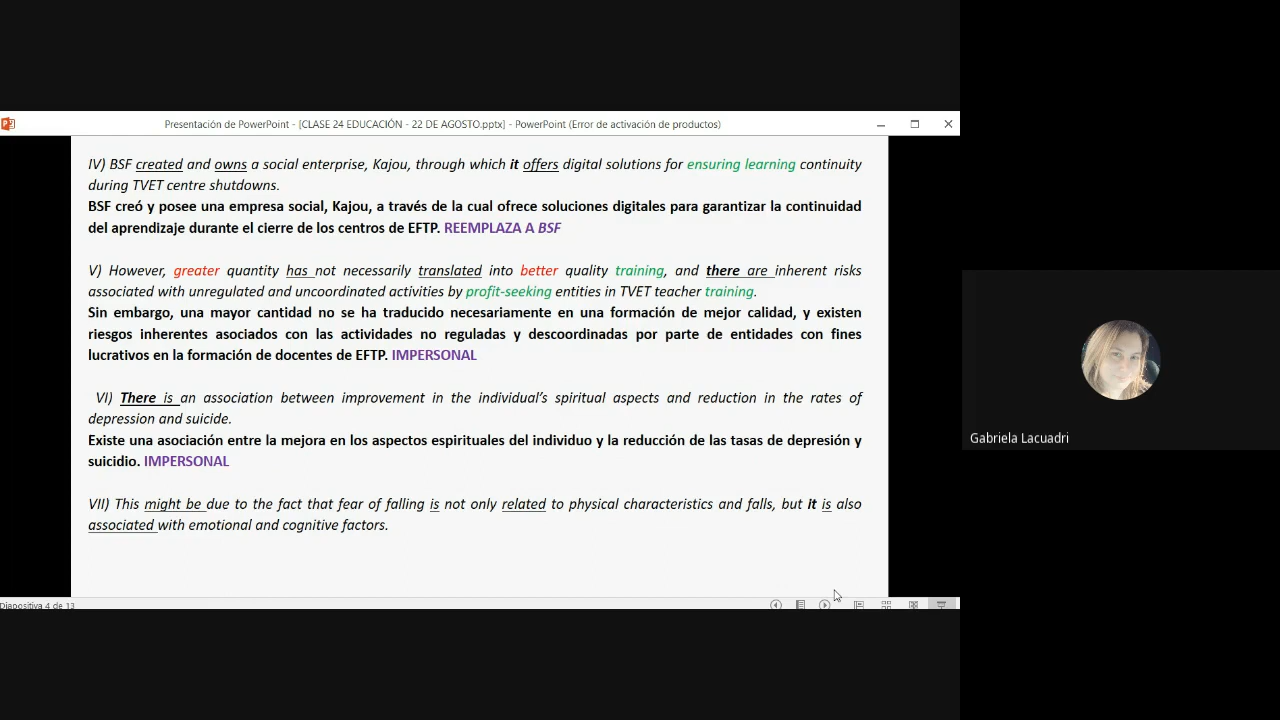 Presentación de PowerPoint - [CLASE 24 EDUCACIÓN - 22 DE AGOSTO.pptx] - PowerPoint (Error de activación de productos)
IV) BSF created and owns a social enterprise, Kajou, through which it offers digital solutions for ensuring learning continuity
during TVET centre shutdowns.
BSF creó y posee una empresa social, Kajou, a través de la cual ofrece soluciones digitales para garantizar la continuidad
del aprendizaje durante el cierre de los centros de EFTP. REEMPLAZA A BSF
V) However, greater quantity has not necessarily translated into better quality training, and there are inherent risks
associated with unregulated and uncoordinated activities by profit-seeking entities in TVET teacher training.
Sin embargo, una mayor cantidad no se ha traducido necesariamente en una formación de mejor calidad, y existen
riesgos inherentes asociados con las actividades no reguladas y descoordinadas por parte de entidades con fines
lucrativos en la formación de docentes de EFTP. IMPERSONAL
VI) There is an association between improvement in the individual's spiritual aspects and reduction in the rates of
depression and suicide.
Existe una asociación entre la mejora en los aspectos espirituales del individuo y la reducción de las tasas de depresión y
suicidio. IMPERSONAL
VII) This might be due to the fact that fear of falling is not only related to physical characteristics and falls, but it is also
associated with emotional and cognitive factors.
Diapositiva 4 de 13
Gabriela Lacuadri